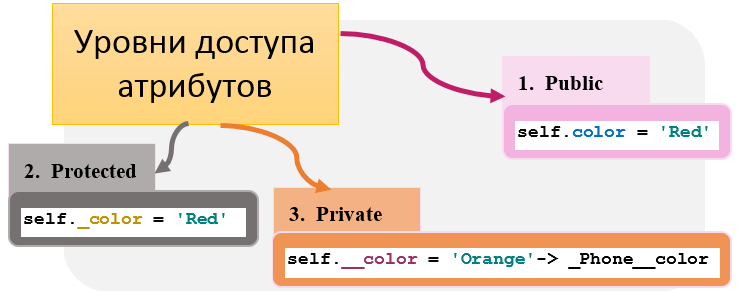 Уровни доступа
атрибутов
1. Public
self.color = 'Red'
2. Protected
self._color = 'Red'
3. Private
self.__color = 'Orange'-> _Phone__color